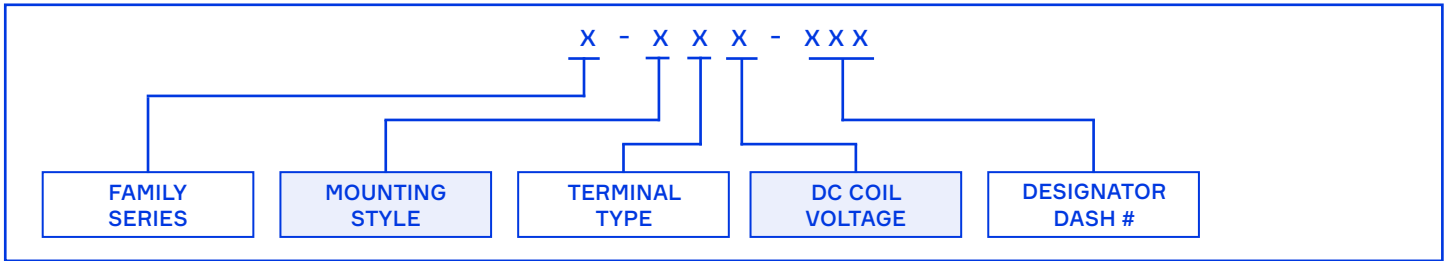 X - X X X - X X X
FAMILY
SERIES
MOUNTING
STYLE
TERMINAL
TYPE
DC COIL
VOLTAGE
DESIGNATOR
DASH #